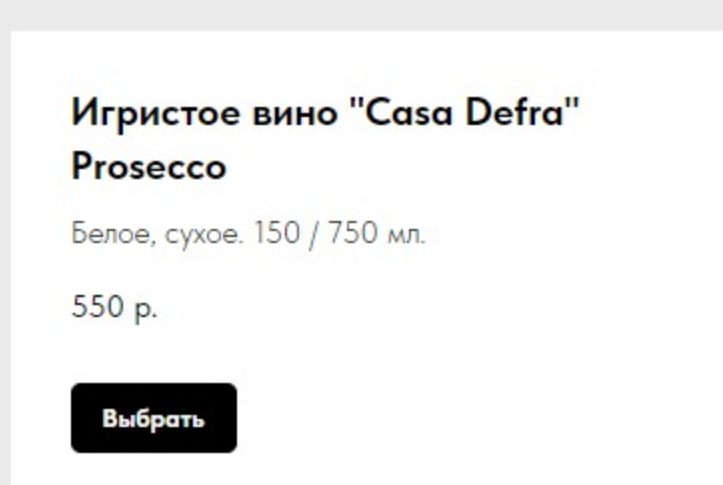 Игристое вино "Casa Defra"
Prosecco
Белое, сухое. 150 / 750 мл.
550 р.
Выбрать